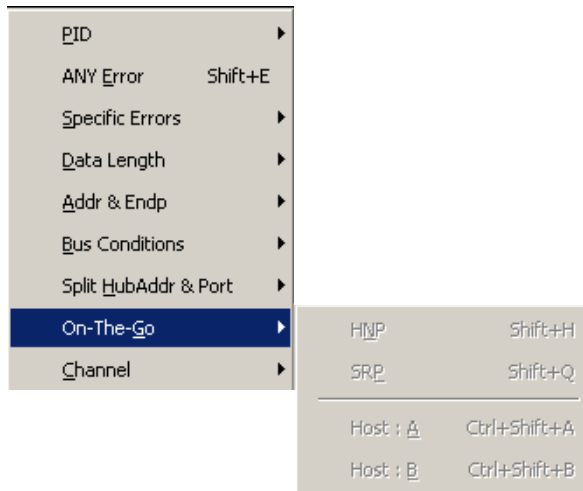 PID
ANY Error Shift+E
Specific Errors
Data Length
Addr & Endp
Bus Conditions
Split HubAddr & Port
On-The-Go
Channel
HNP Shift+H
SRP Shift+Q
Host : A Ctrl+Shift+A
Host : B Ctrl+Shift+B